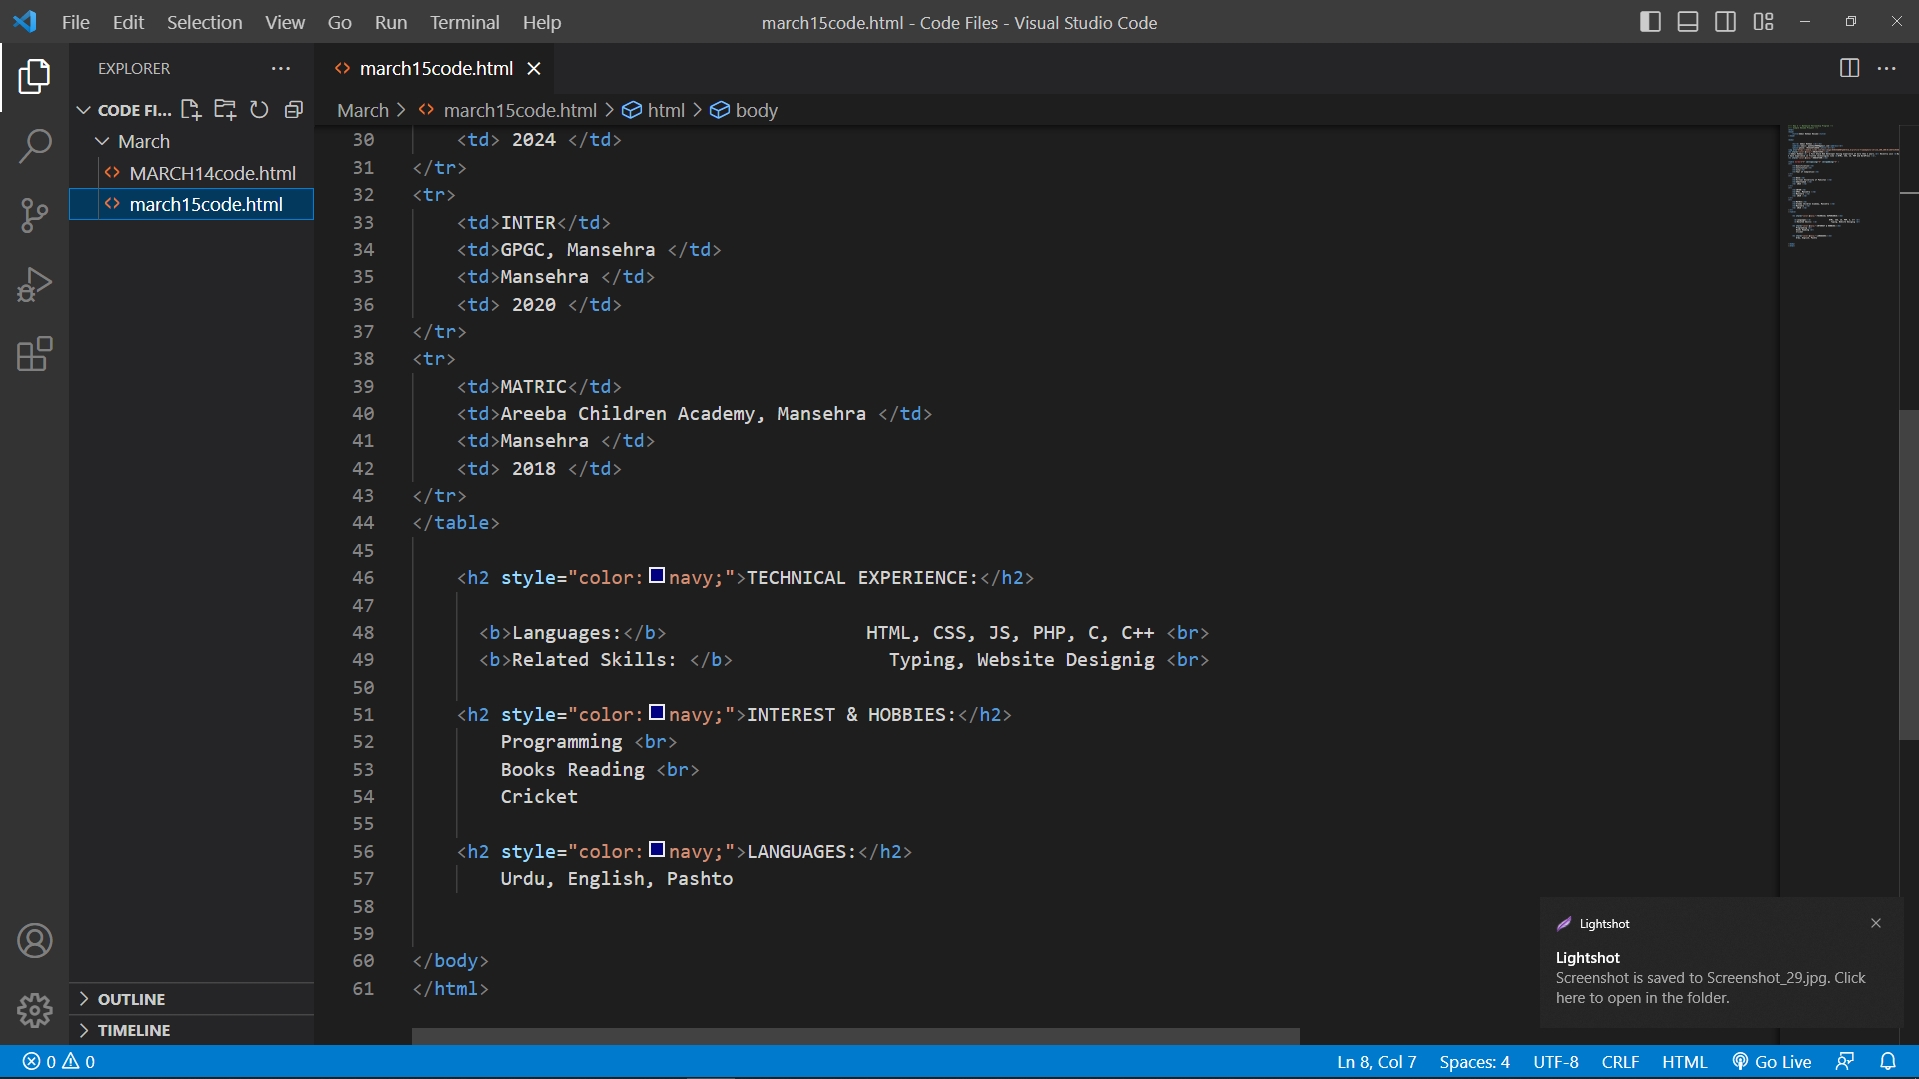 File Edit Selection View Go Run Terminal Help
march15code.html - Code Files - Visual Studio Code
EXPLORER
march15code.html
CODE FI...
March > march15code.html > html > body
March
MARCH14code.html
march15code.html
30 <td> 2024 </td>
31 </tr>
32 <tr>
33 <td>INTER</td>
34 <td>GPGC, Mansehra </td>
35 <td>Mansehra </td>
36 <td> 2020 </td>
37 </tr>
38 <tr>
39 <td>MATRIC</td>
40 <td>Areeba Children Academy, Mansehra </td>
41 <td>Mansehra </td>
42 <td> 2018 </td>
43 </tr>
44 </table>
45
46 <h2 style="color:navy;">TECHNICAL EXPERIENCE:</h2>
47
48 <b>Languages:</b> HTML, CSS, JS, PHP, C, C++ <br>
49 <b>Related Skills: </b> Typing, Website Designig <br>
50
51 <h2 style="color:navy;">INTEREST & HOBBIES:</h2>
52 Programming <br>
53 Books Reading <br>
54 Cricket
55
56 <h2 style="color:navy;">LANGUAGES:</h2>
57 Urdu, English, Pashto
58
59
60 </body>
61 </html>
OUTLINE
TIMELINE
Lightshot
Lightshot
Screenshot is saved to Screenshot_29.jpg. Click
here to open in the folder.
0 0
Ln 8, Col 7 Spaces: 4 UTF-8 CRLF HTML Go Live